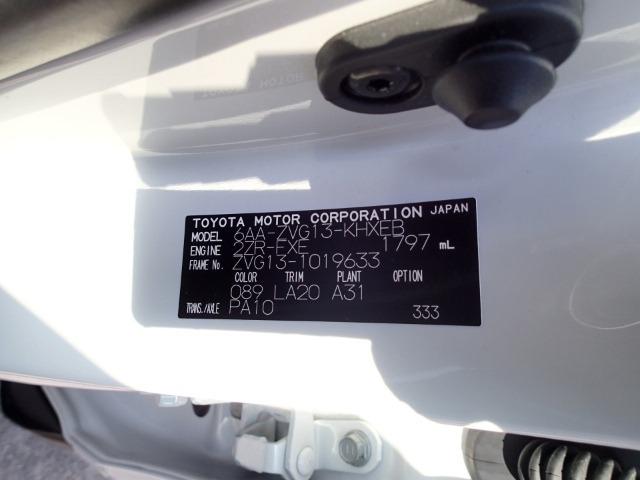 TOYOTA MOTOR CORPORATION JAPAN
MODEL 6AA-ZVG13-KHXEB
ENGINE 2ZR-EXE 1797 mL
FRAME No. ZVG13-1019633
COLOR TRIM PLANT OPTION
089 LA20 A31
TRANS./AXLE PA10 333